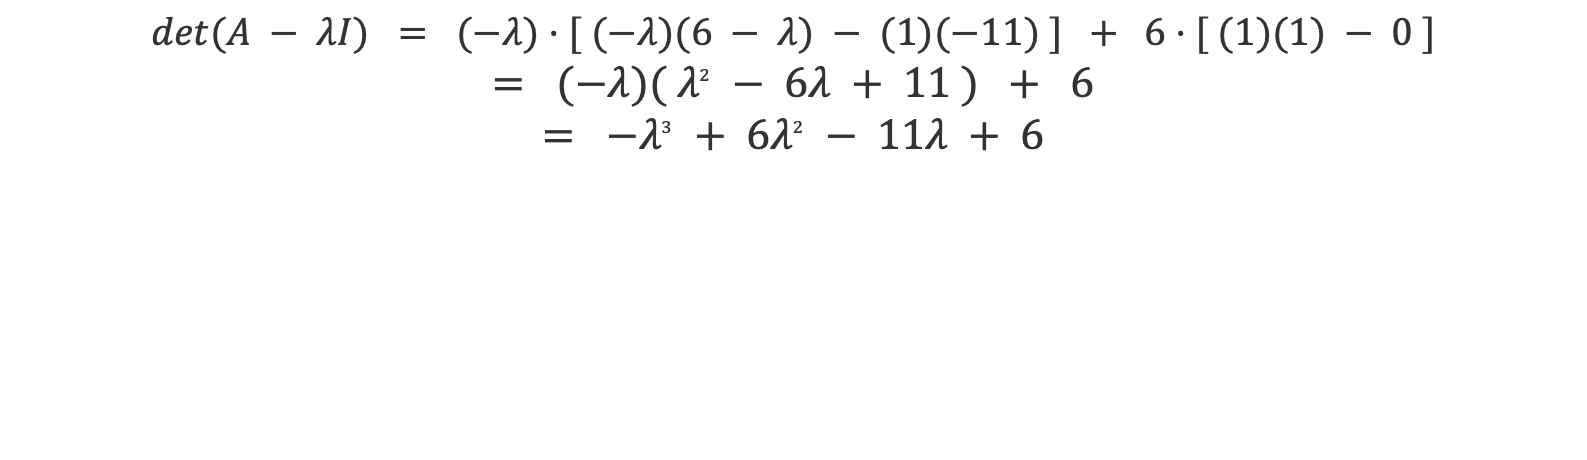 det(A − λI) = (−λ) · [ (−λ)(6 − λ) − (1)(−11) ] + 6 · [ (1)(1) − 0 ]
= (−λ)( λ² − 6λ + 11 ) + 6
= −λ³ + 6λ² − 11λ + 6